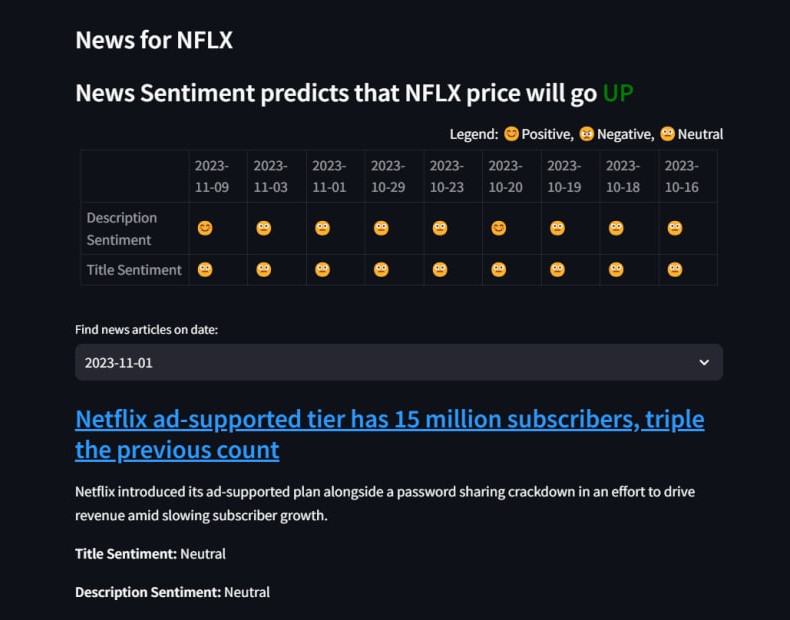 News for NFLX
News Sentiment predicts that NFLX price will go UP
Legend: 😊 Positive, 😠 Negative, 😐 Neutral
2023-11-09 2023-11-03 2023-11-01 2023-10-29 2023-10-23 2023-10-20 2023-10-19 2023-10-18 2023-10-16
Description Sentiment
Title Sentiment
Find news articles on date:
2023-11-01
Netflix ad-supported tier has 15 million subscribers, triple
the previous count
Netflix introduced its ad-supported plan alongside a password sharing crackdown in an effort to drive
revenue amid slowing subscriber growth.
Title Sentiment: Neutral
Description Sentiment: Neutral